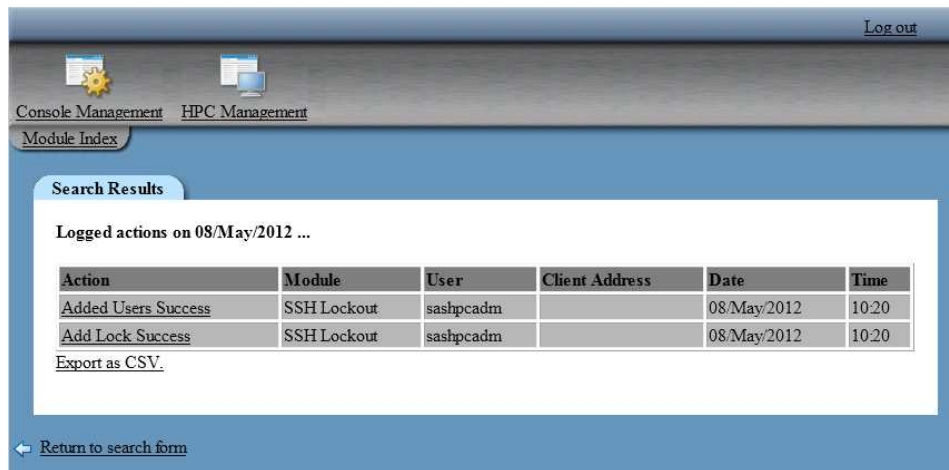 Log out
Console Management HPC Management
Module Index
Search Results
Logged actions on 08/May/2012 ...
Action Module User Client Address Date Time
Added Users Success SSH Lockout sashpcadm 08/May/2012 10:20
Add Lock Success SSH Lockout sashpcadm 08/May/2012 10:20
Export as CSV.
Return to search form